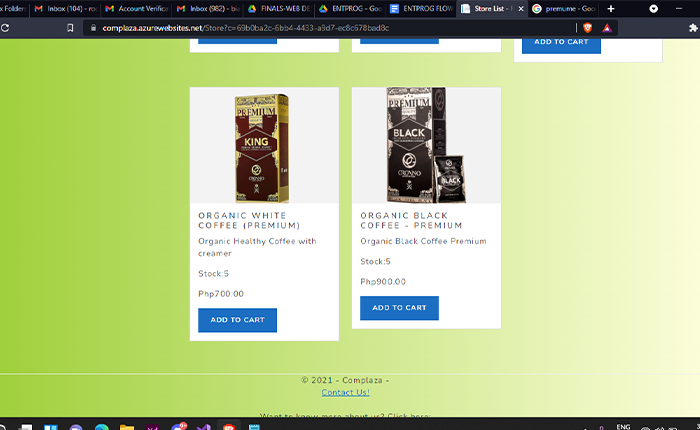 x Folder
Inbox (104) - ro
Account Verific
Inbox (982) - bia
FINALS-WEB DE
ENTPROG - Goo
ENTPROG FLOW
Store List - F
premume - Goo
complaza.azurewebsites.net/Store?c=69b0ba2c-6bb4-4433-a9d7-ec8c678bad8c
ADD TO CART
PREMIUM
KING
PREMIUM
BLACK
BLACK
ORGANIC WHITE
COFFEE (PREMIUM)
Organic Healthy Coffee with
creamer
Stock:5
Php700.00
ADD TO CART
ORGANIC BLACK
COFFEE - PREMIUM
Organic Black Coffee Premium
Stock:5
Php900.00
ADD TO CART
© 2021 - Complaza -
Contact Us!
Want to know more about us? Click here:
ENG